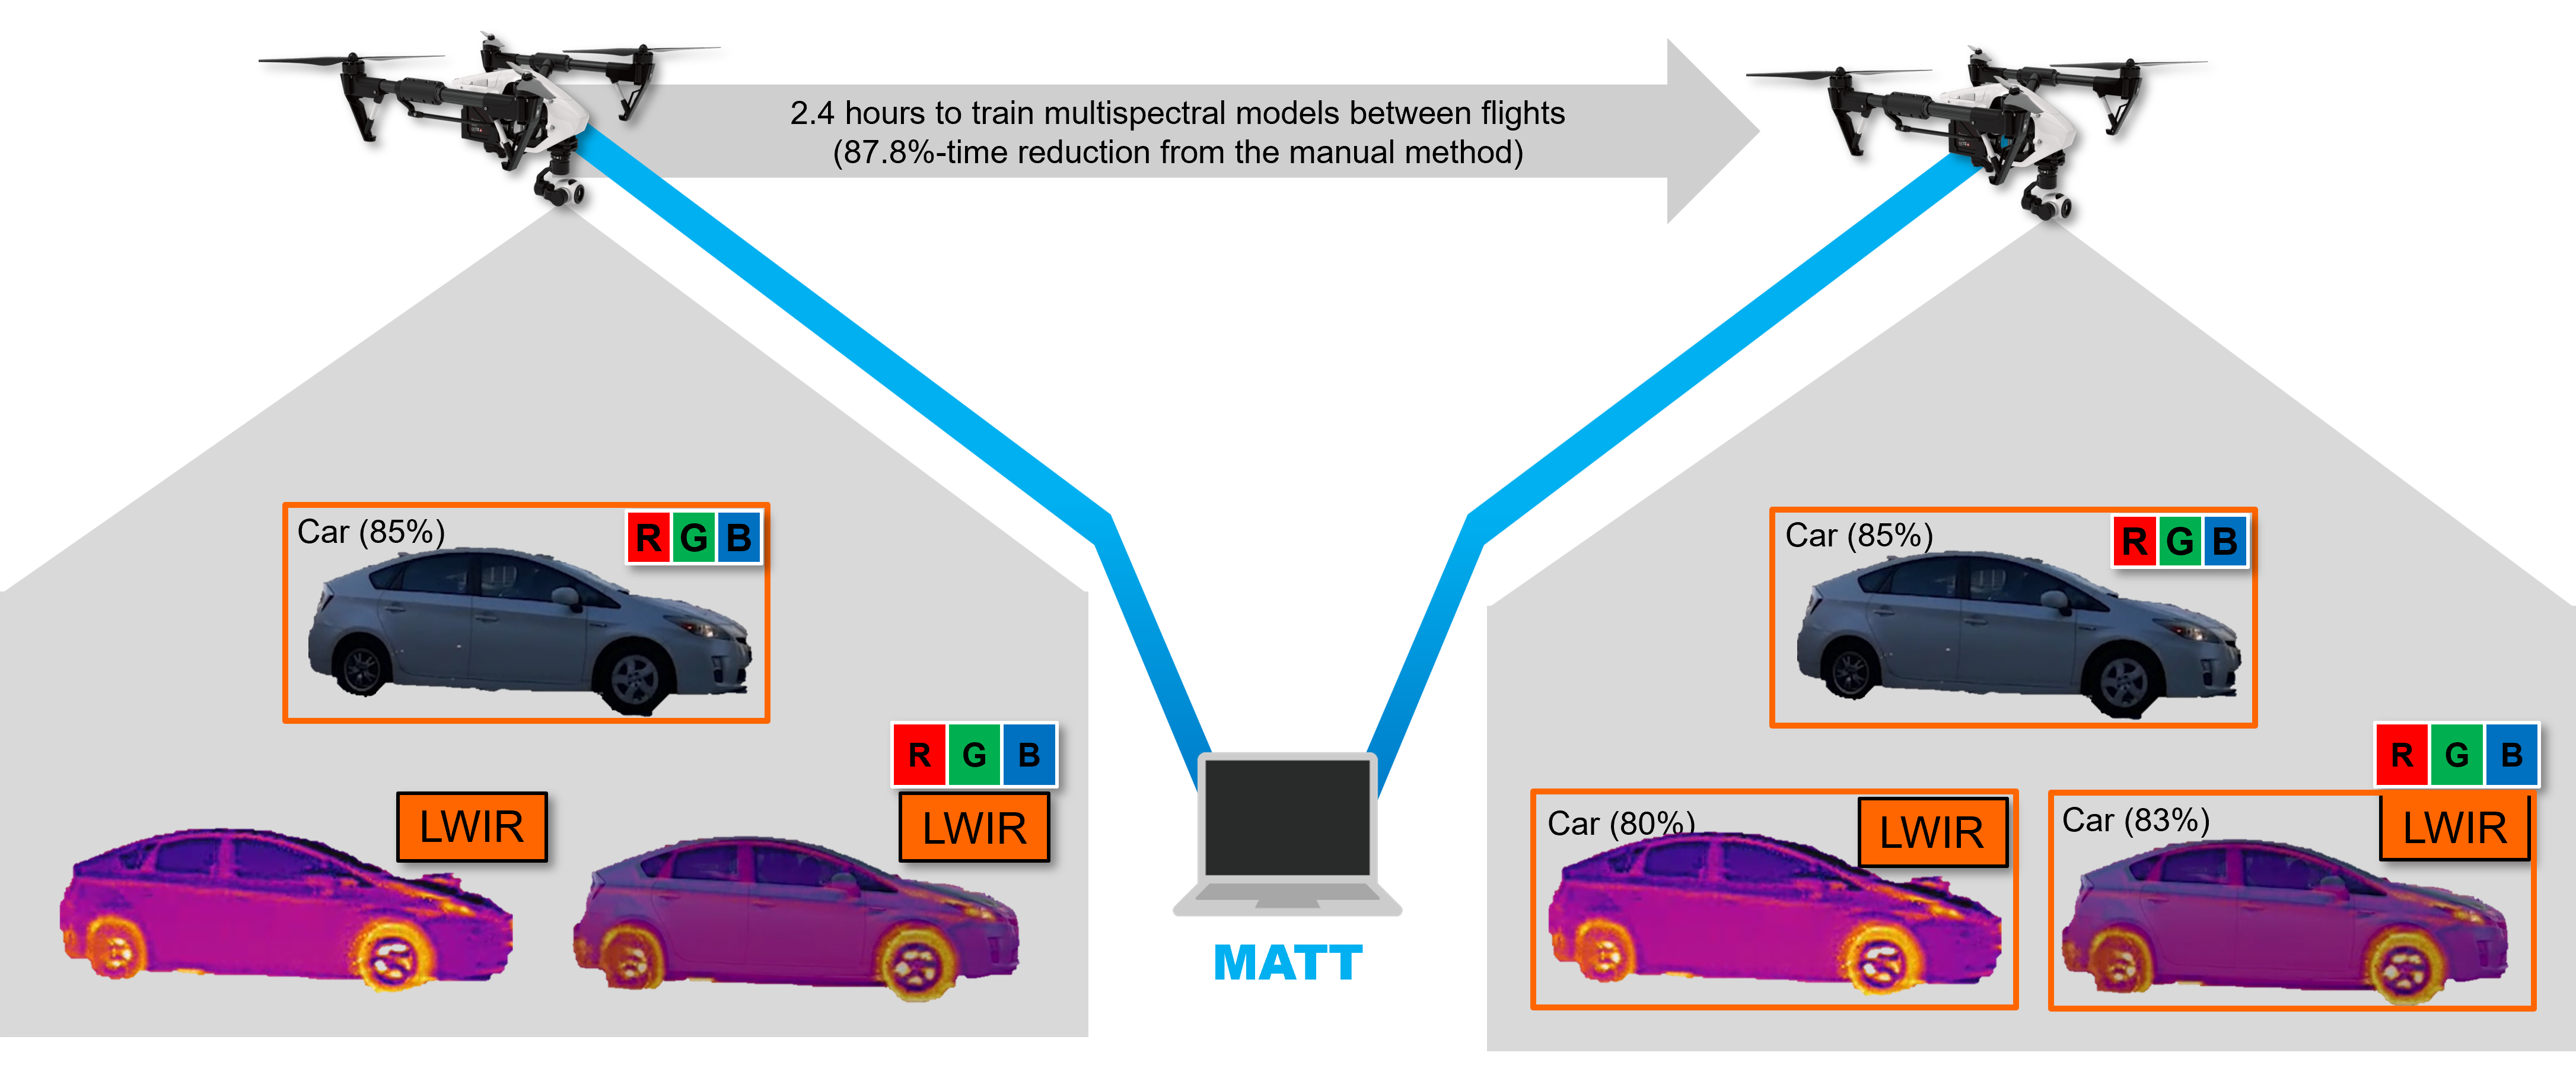 2.4 hours to train multispectral models between flights
(87.8%-time reduction from the manual method)
Car (85%)
R G B
R G B
LWIR
LWIR
MATT
Car (85%)
R G B
R G B
Car (80%)
LWIR
Car (83%)
LWIR